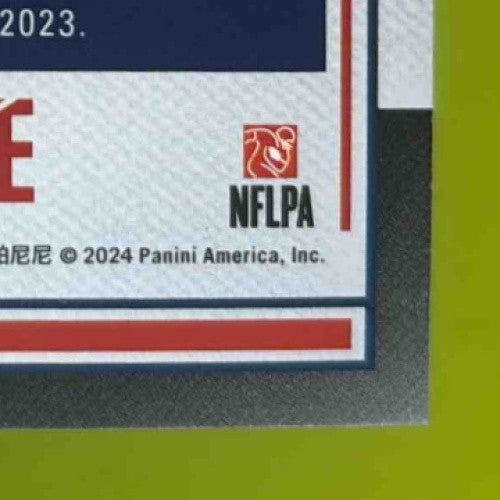 2023.
E
NFLPA
帕尼尼 © 2024 Panini America, Inc.